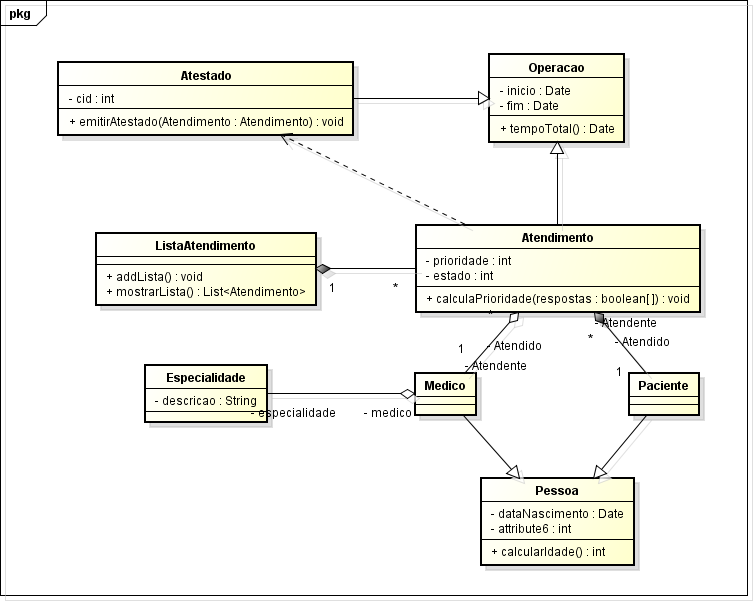 pkg
Atestado
- cid : int
+ emitirAtestado(Atendimento : Atendimento) : void
Operacao
- inicio : Date
- fim : Date
+ tempoTotal() : Date
ListaAtendimento
+ addLista() : void
+ mostrarLista() : List<Atendimento>
1
*
Atendimento
- prioridade : int
- estado : int
+ calculaPrioridade(respostas : boolean[]) : void
*
- Atendente
*
- Atendido
1
- Atendido
- Atendente
1
Especialidade
- descricao : String
- especialidade
- medico
Medico
Paciente
Pessoa
- dataNascimento : Date
- attribute6 : int
+ calcularIdade() : int